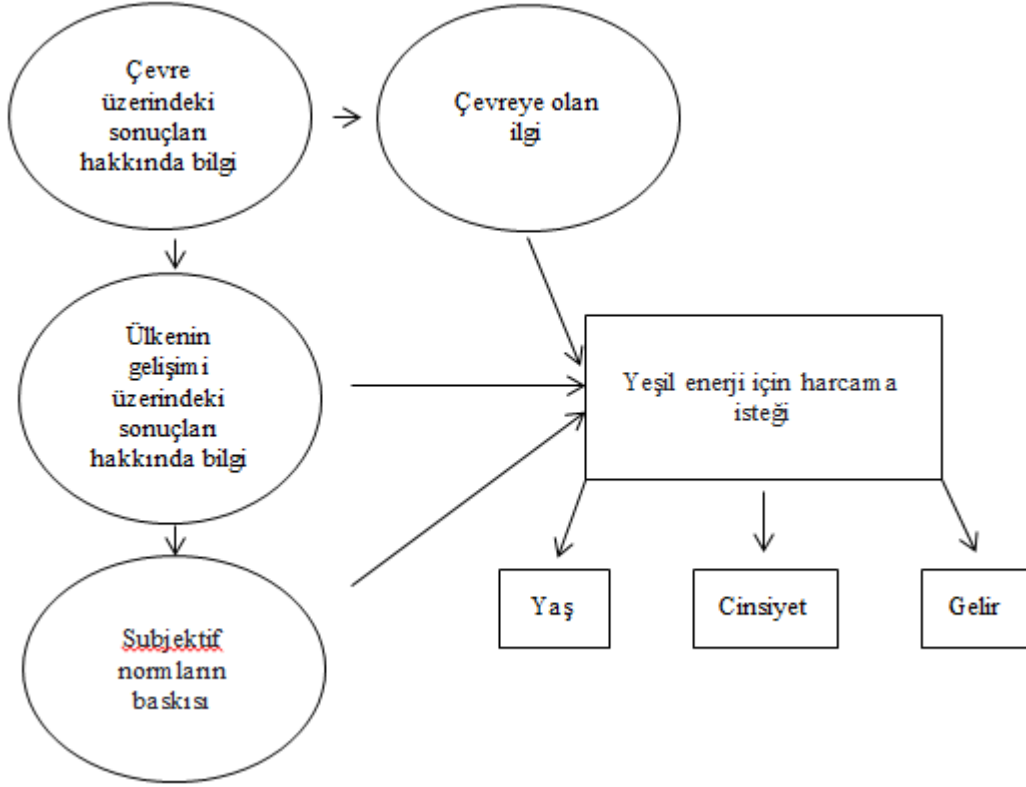 Çevre
üzerindeki
sonuçları
hakkında bilgi
Çevreye olan
ilgi
Ülkenin
gelişimi
üzerindeki
sonuçları
hakkında bilgi
Yeşil enerji için harcama
isteği
Subjektif
normların
baskısı
Yaş
Cinsiyet
Gelir